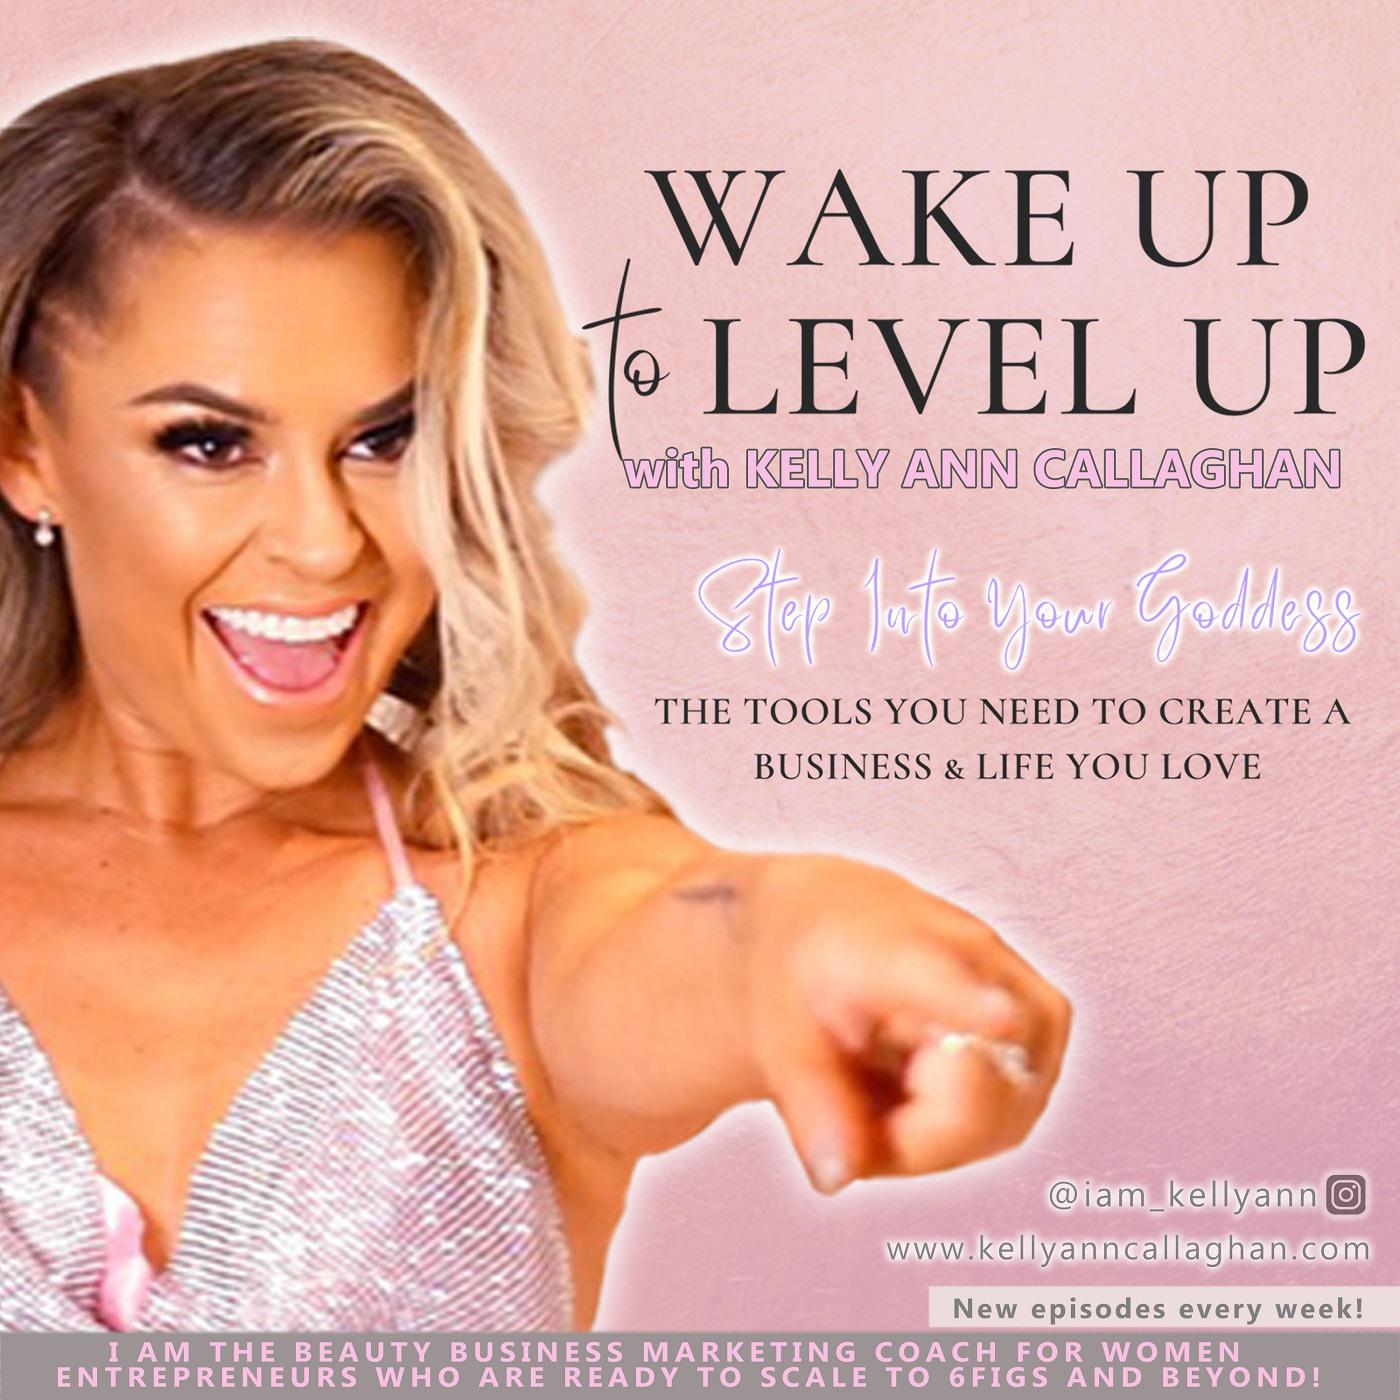 WAKE UP
to LEVEL UP
with KELLY ANN CALLAGHAN
Step Into Your Goddess
THE TOOLS YOU NEED TO CREATE A
BUSINESS & LIFE YOU LOVE
@iam_kellyann
www.kellyanncallaghan.com
New episodes every week!
I AM THE BEAUTY BUSINESS MARKETING COACH FOR WOMEN
ENTREPRENEURS WHO ARE READY TO SCALE TO 6FIGS AND BEYOND!